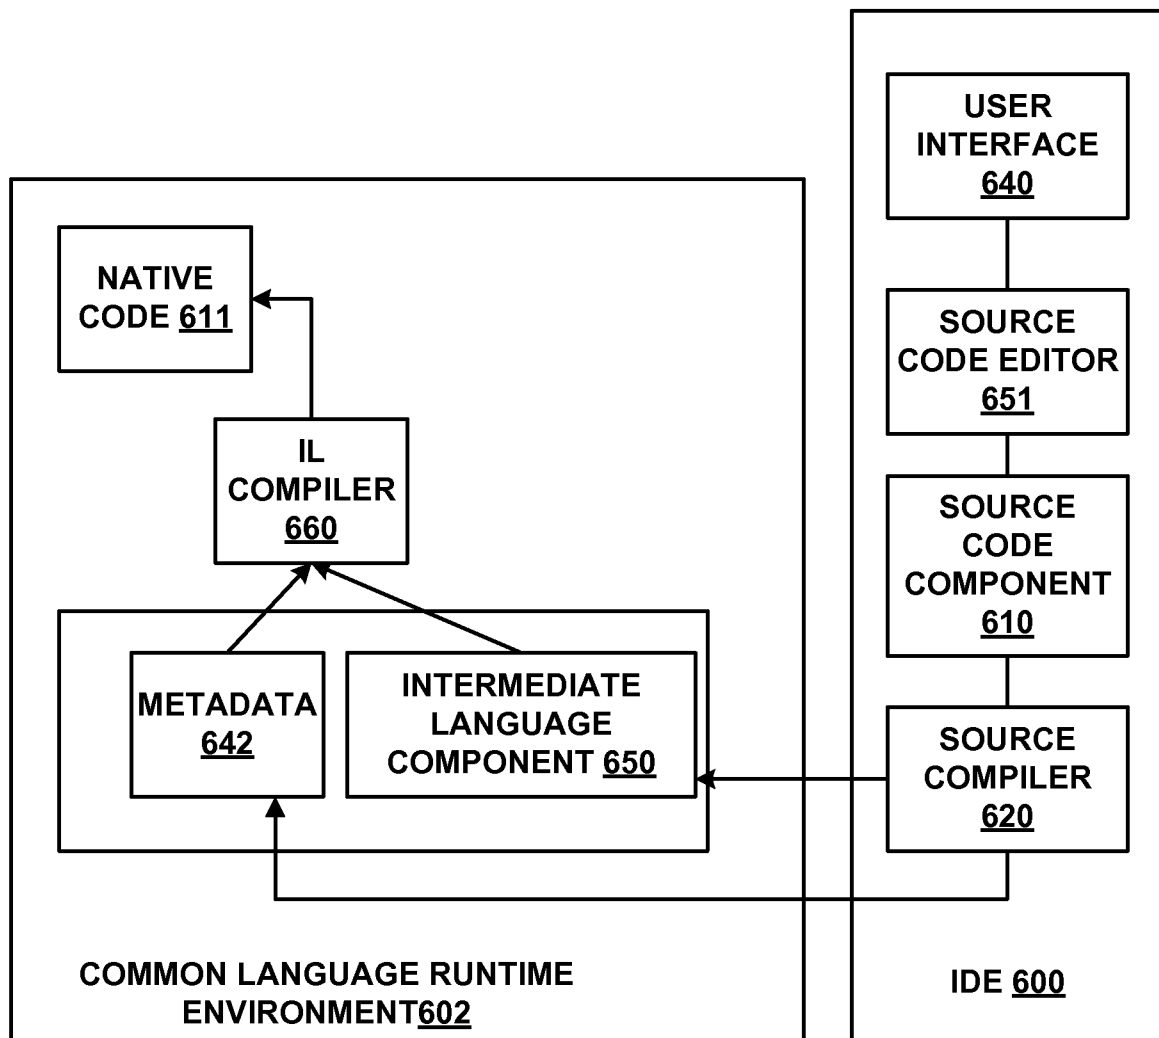 USER
INTERFACE
640
NATIVE
CODE 611
SOURCE
CODE EDITOR
651
IL
COMPILER
660
SOURCE
CODE
COMPONENT
610
METADATA
642
INTERMEDIATE
LANGUAGE
COMPONENT 650
SOURCE
COMPILER
620
COMMON LANGUAGE RUNTIME
ENVIRONMENT602
IDE 600